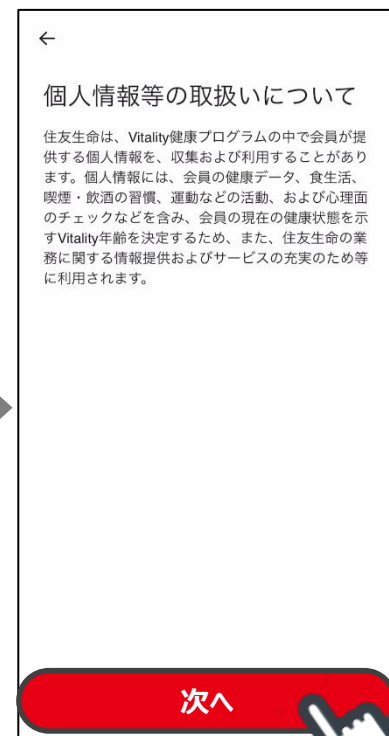 個人情報等の取扱いについて
住友生命は、Vitality健康プログラムの中で会員が提
供する個人情報を、収集および利用することがあり
ます。個人情報には、会員の健康データ、食生活、
喫煙・飲酒の習慣、運動などの活動、および心理面
のチェックなどを含み、会員の現在の健康状態を示
すVitality年齢を決定するため、また、住友生命の業
務に関する情報提供およびサービスの充実のため等
に利用されます。
次へ